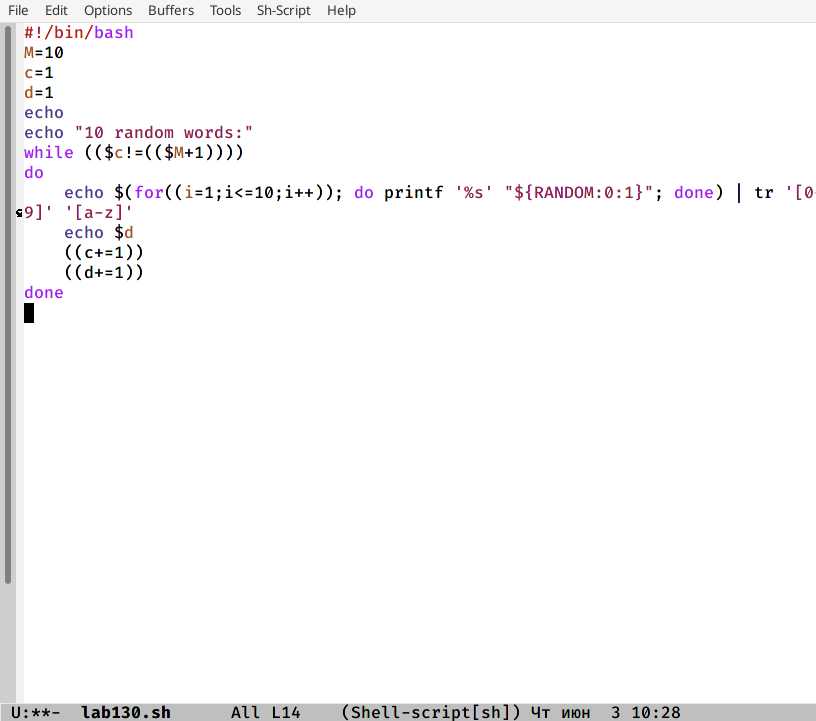 File Edit Options Buffers Tools Sh-Script Help
#!/bin/bash
M=10
c=1
d=1
echo
echo "10 random words:"
while (($c!=(($M+1))))
do
    echo $(for((i=1;i<=10;i++)); do printf '%s' "${RANDOM:0:1}"; done) | tr '[0-
9]' '[a-z]'
    echo $d
    ((c+=1))
    ((d+=1))
done
U:**-  lab130.sh      All L14    (Shell-script[sh]) Чт июн  3 10:28